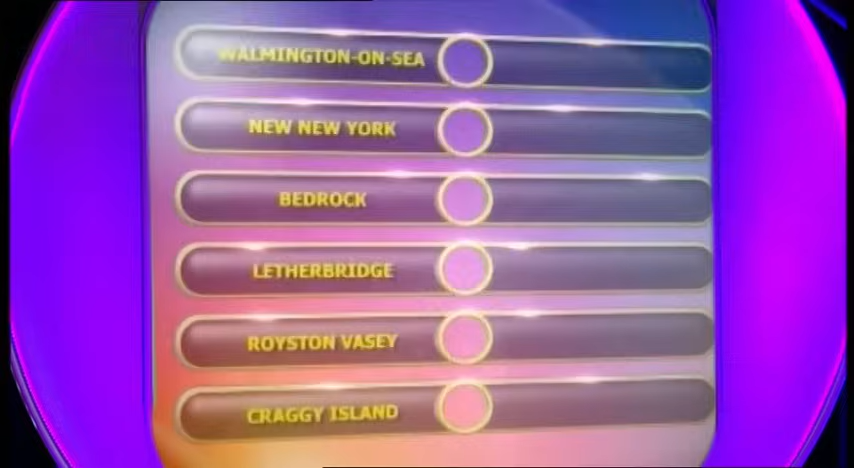 WALMINGTON-ON-SEA
NEW NEW YORK
BEDROCK
LETHERBRIDGE
ROYSTON VASEY
CRAGGY ISLAND